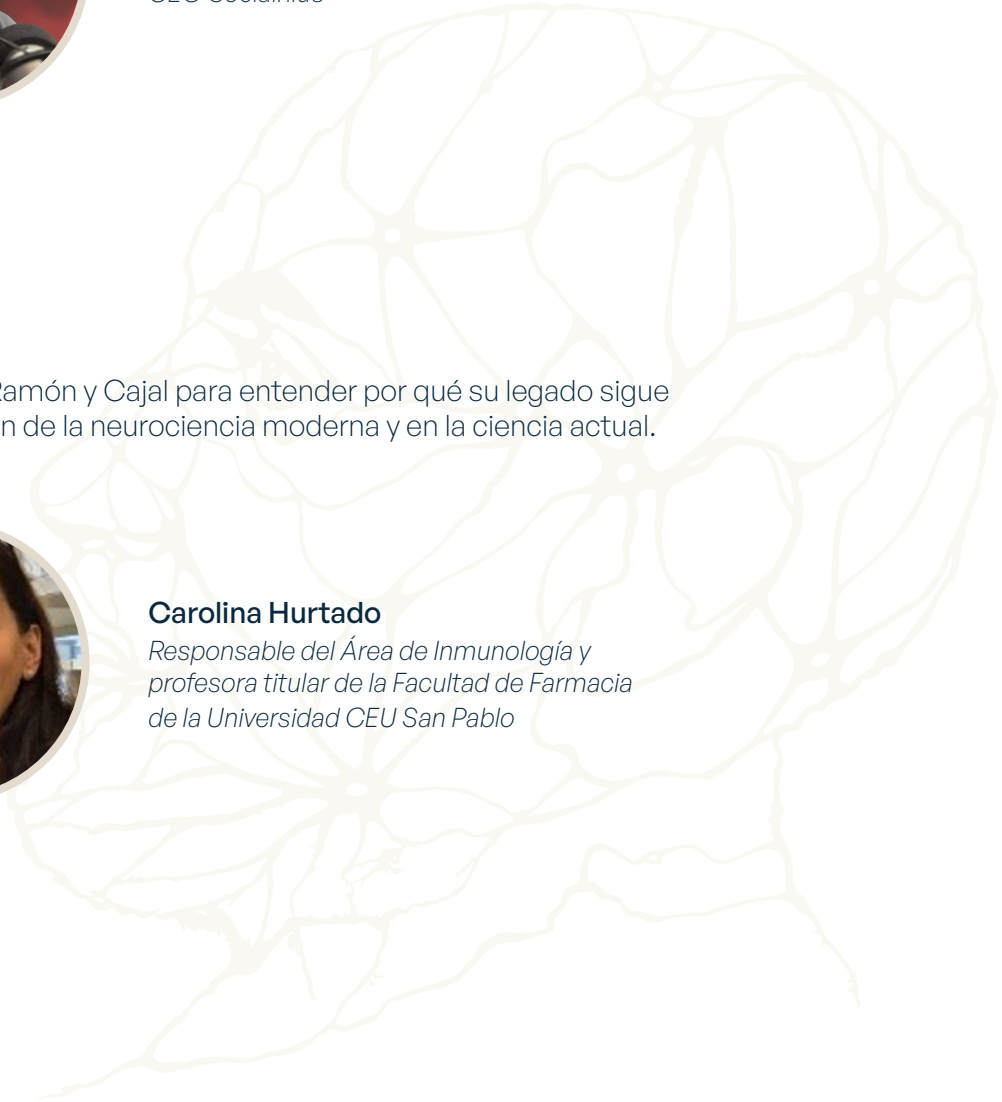 Ramón y Cajal para entender por qué su legado sigue
n de la neurociencia moderna y en la ciencia actual.
Carolina Hurtado
Responsable del Área de Inmunología y
profesora titular de la Facultad de Farmacia
de la Universidad CEU San Pablo